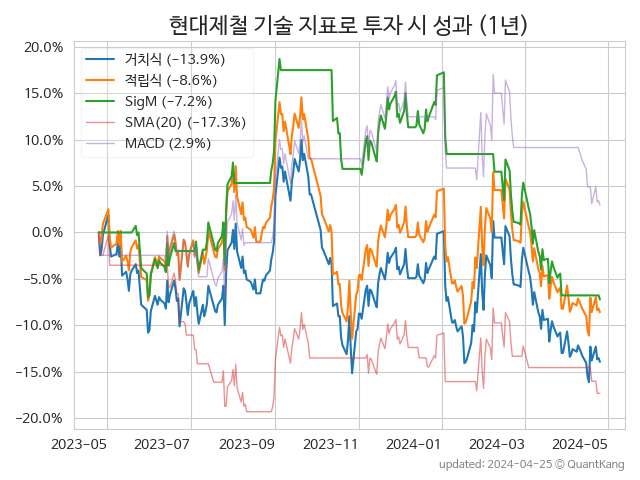 현대제철 기술 지표로 투자 시 성과 (1년)
20.0%
15.0%
10.0%
5.0%
0.0%
−5.0%
−10.0%
−15.0%
−20.0%
거치식 (−13.9%)
적립식 (−8.6%)
SigM (−7.2%)
SMA(20) (−17.3%)
MACD (2.9%)
2023-05 2023-07 2023-09 2023-11 2024-01 2024-03 2024-05
updated: 2024-04-25 © QuantKang